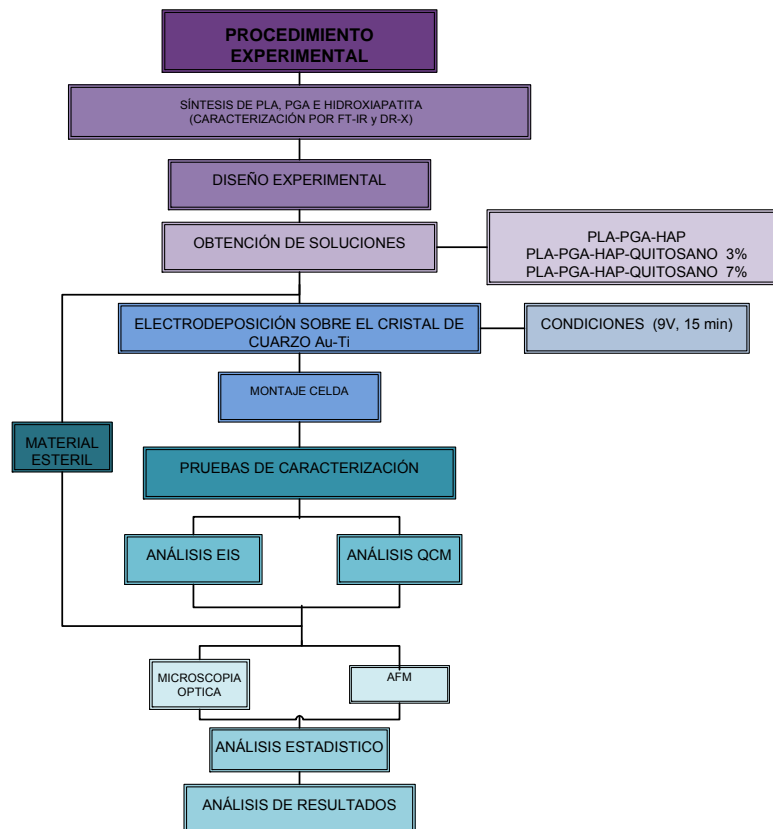 PROCEDIMIENTO
EXPERIMENTAL
SÍNTESIS DE PLA, PGA E HIDROXIAPATITA
(CARACTERIZACIÓN POR FT-IR y DR-X)
DISEÑO EXPERIMENTAL
OBTENCIÓN DE SOLUCIONES
PLA-PGA-HAP
PLA-PGA-HAP-QUITOSANO 3%
PLA-PGA-HAP-QUITOSANO 7%
ELECTRODEPOSICIÓN SOBRE EL CRISTAL DE
CUARZO Au-Ti
CONDICIONES (9V, 15 min)
MONTAJE CELDA
MATERIAL
ESTERIL
PRUEBAS DE CARACTERIZACIÓN
ANÁLISIS EIS
ANÁLISIS QCM
MICROSCOPIA
OPTICA
AFM
ANÁLISIS ESTADISTICO
ANÁLISIS DE RESULTADOS